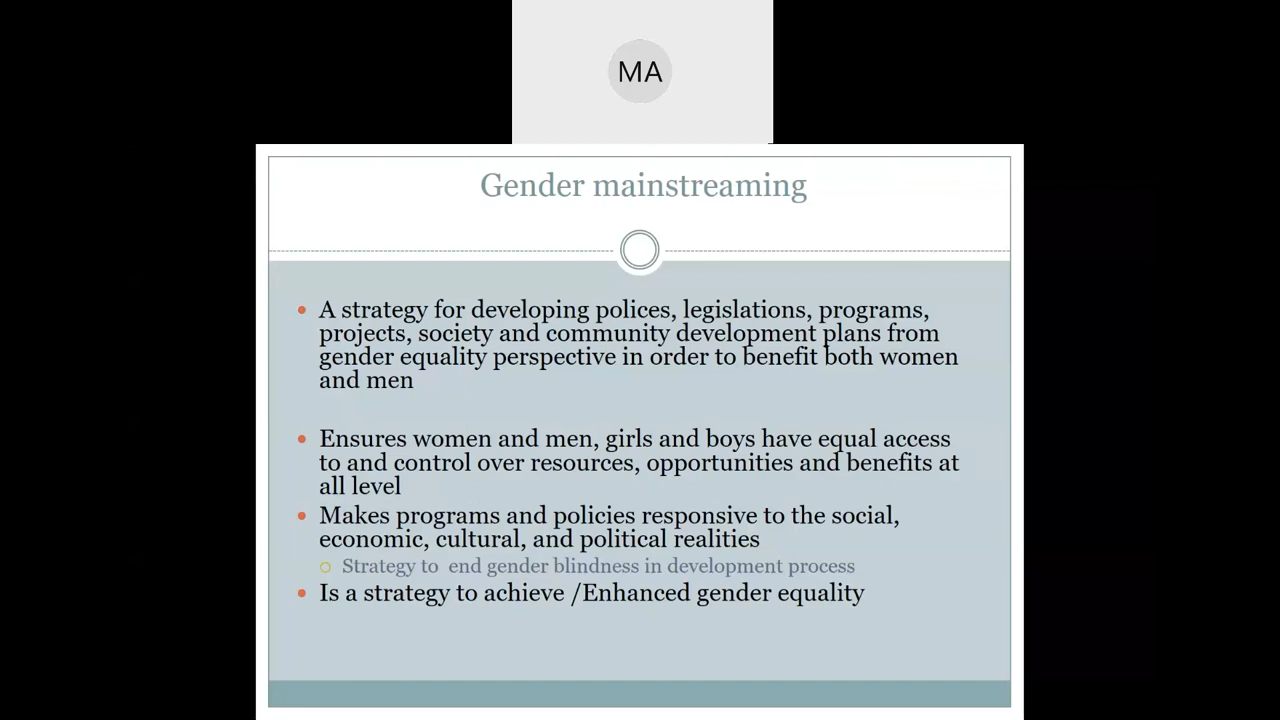 MA
Gender mainstreaming
A strategy for developing polices, legislations, programs,
projects, society and community development plans from
gender equality perspective in order to benefit both women
and men
Ensures women and men, girls and boys have equal access
to and control over resources, opportunities and benefits at
all level
Makes programs and policies responsive to the social,
economic, cultural, and political realities
Strategy to  end gender blindness in development process
Is a strategy to achieve /Enhanced gender equality